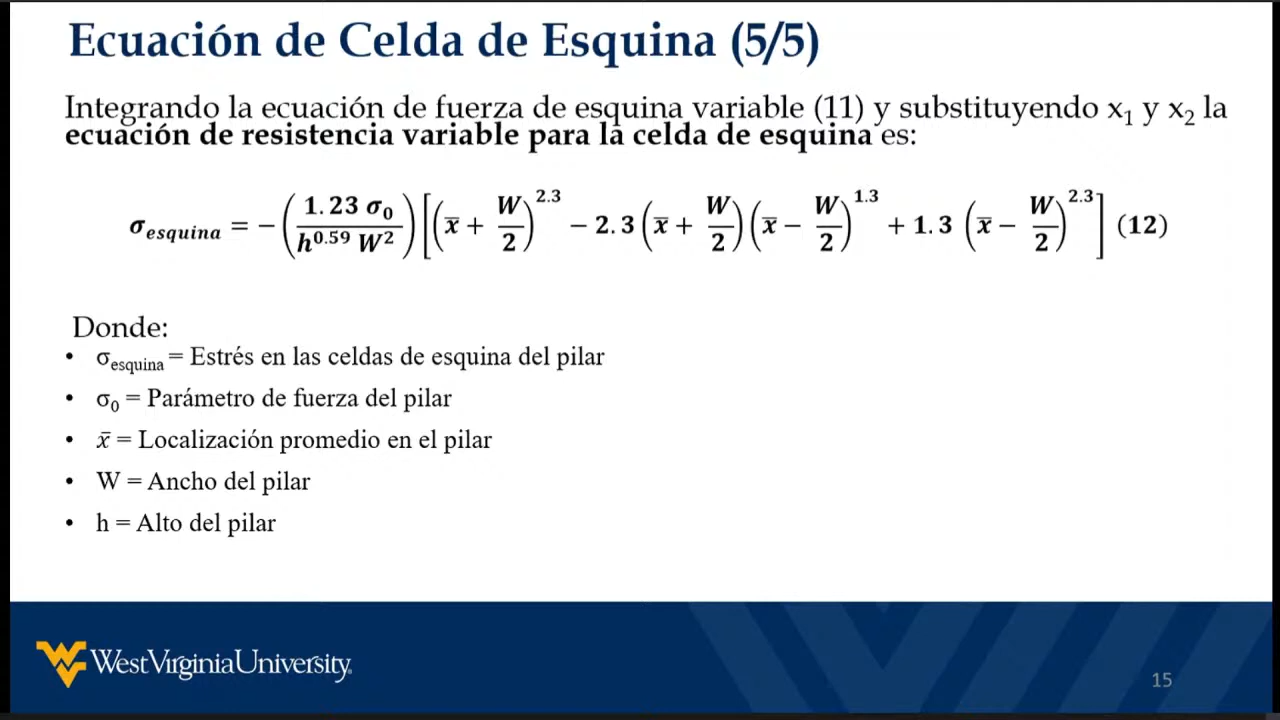 Ecuación de Celda de Esquina (5/5)
Integrando la ecuación de fuerza de esquina variable (11) y substituyendo x₁ y x₂ la
ecuación de resistencia variable para la celda de esquina es:
σ_esquina = −(1.23 σ₀ / h^0.59 W²) [(x̄ + W/2)^2.3 − 2.3 (x̄ + W/2)(x̄ − W/2)^1.3 + 1.3 (x̄ − W/2)^2.3] (12)
Donde:
• σ_esquina = Estrés en las celdas de esquina del pilar
• σ₀ = Parámetro de fuerza del pilar
• x̄ = Localización promedio en el pilar
• W = Ancho del pilar
• h = Alto del pilar
WestVirginiaUniversity.
15